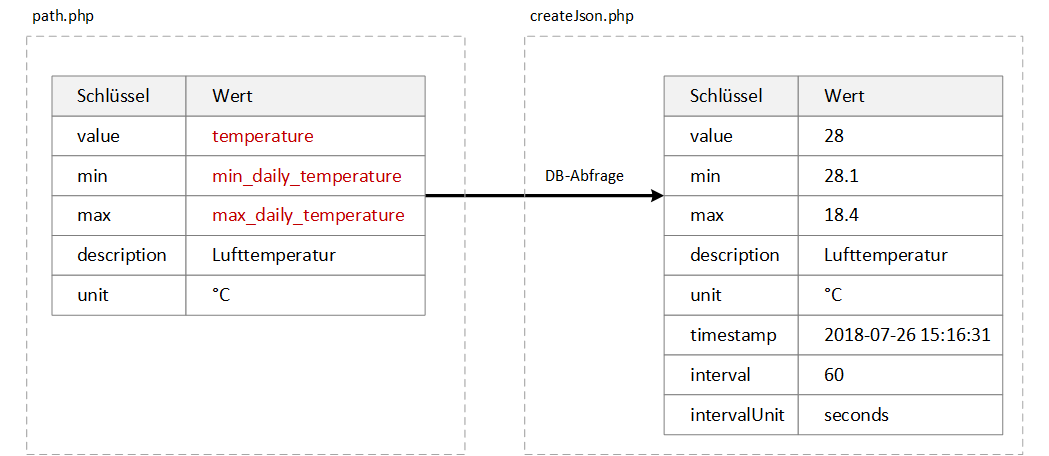 path.php
createJson.php
Schlüssel Wert
value temperature
min min_daily_temperature
max max_daily_temperature
description Lufttemperatur
unit °C
DB-Abfrage
Schlüssel Wert
value 28
min 28.1
max 18.4
description Lufttemperatur
unit °C
timestamp 2018-07-26 15:16:31
interval 60
intervalUnit seconds